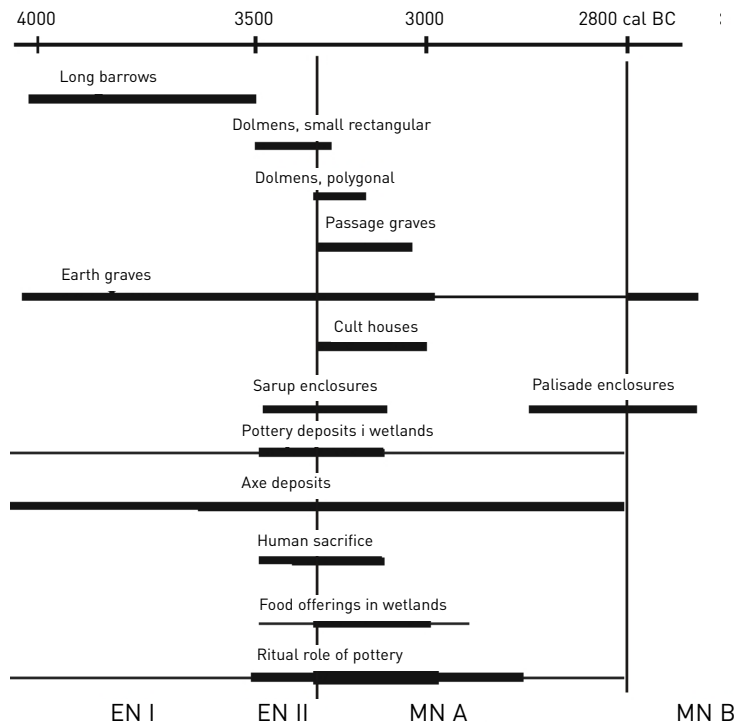 4000 3500 3000 2800 cal BC
Long barrows
Dolmens, small rectangular
Dolmens, polygonal
Passage graves
Earth graves
Cult houses
Sarup enclosures Palisade enclosures
Pottery deposits i wetlands
Axe deposits
Human sacrifice
Food offerings in wetlands
Ritual role of pottery
EN I EN II MN A MN B